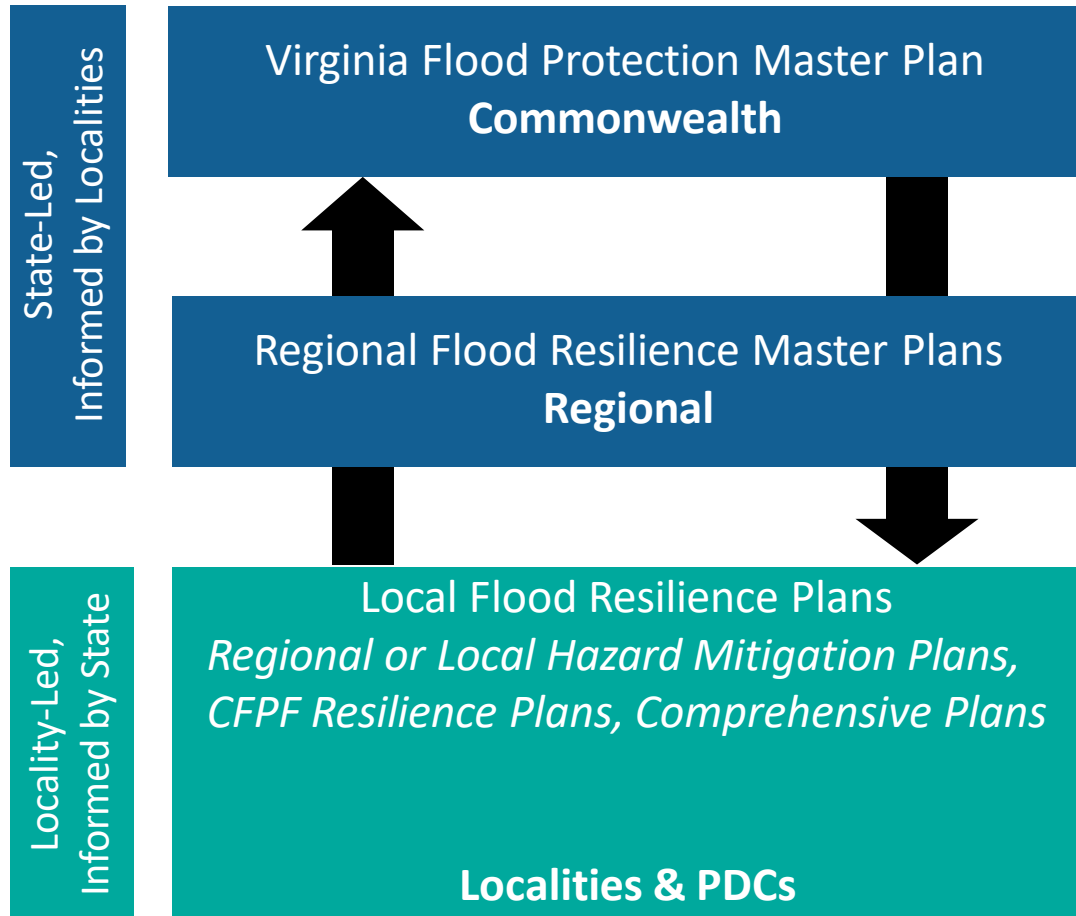 State-Led,
Informed by Localities
Virginia Flood Protection Master Plan
Commonwealth
Regional Flood Resilience Master Plans
Regional
Locality-Led,
Informed by State
Local Flood Resilience Plans
Regional or Local Hazard Mitigation Plans,
CFPF Resilience Plans, Comprehensive Plans
Localities & PDCs